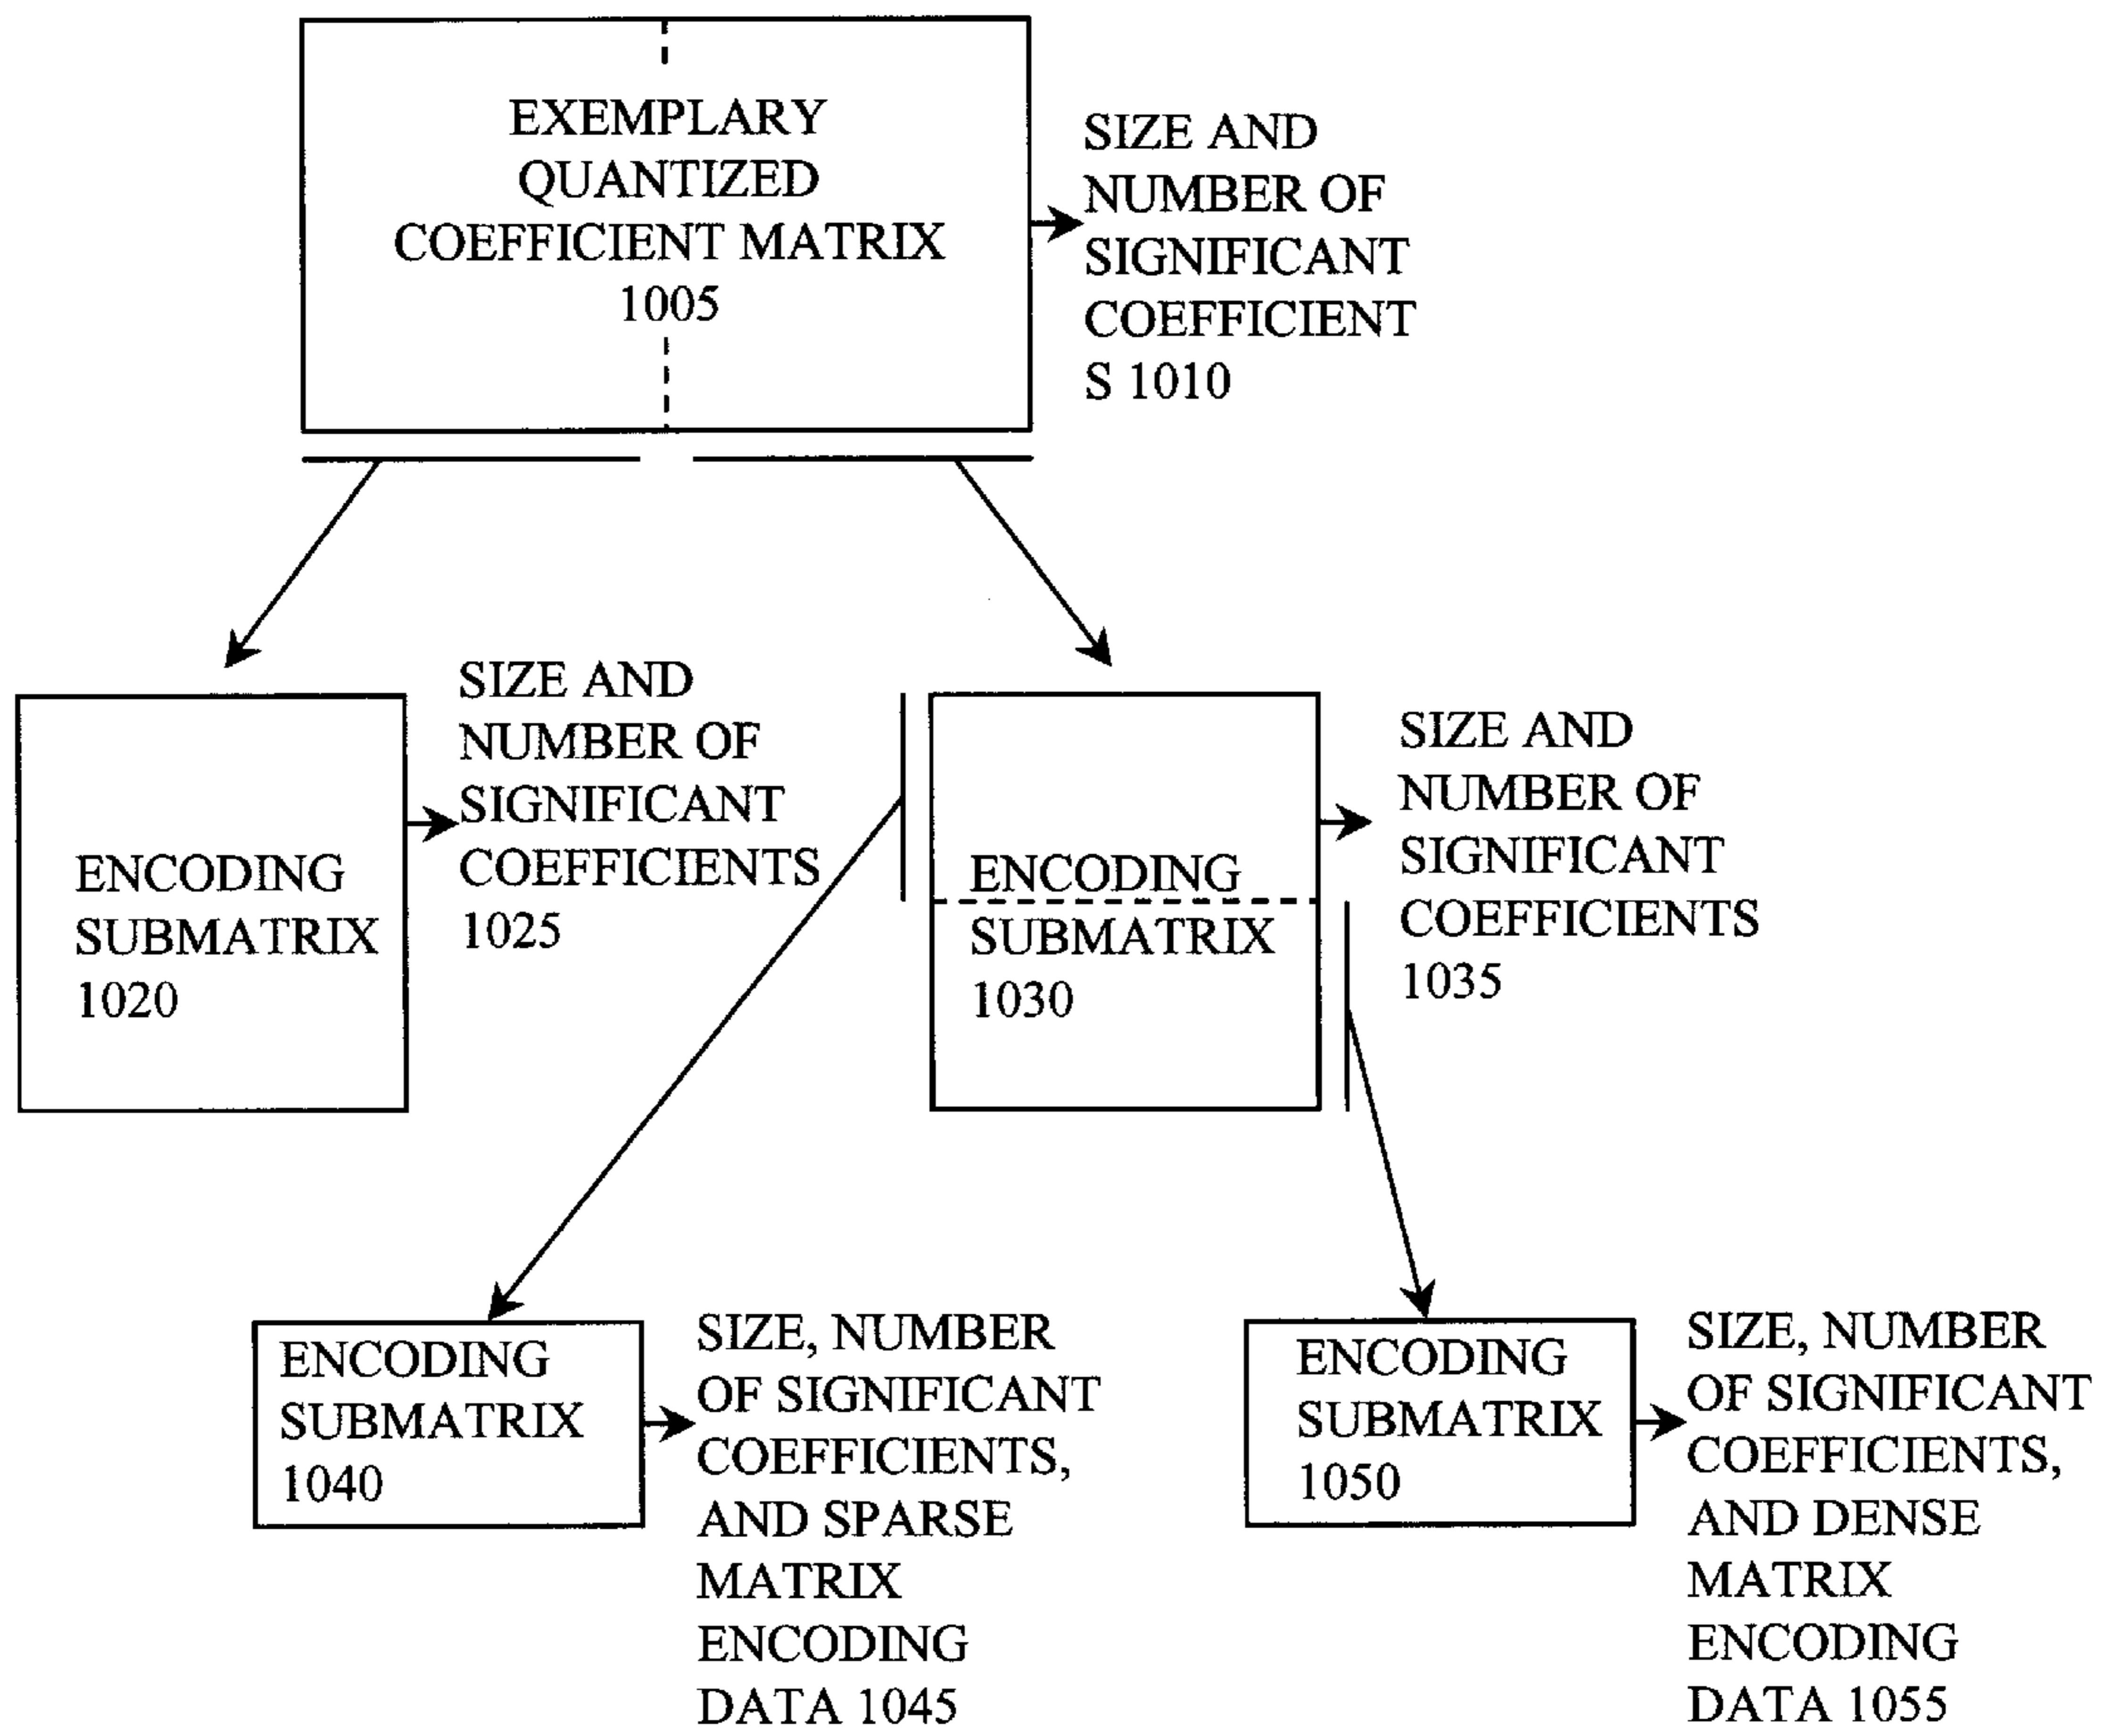 EXEMPLARY
QUANTIZED
COEFFICIENT MATRIX
1005
SIZE AND
NUMBER OF
SIGNIFICANT
COEFFICIENT
S 1010
ENCODING
SUBMATRIX
1020
SIZE AND
NUMBER OF
SIGNIFICANT
COEFFICIENTS
1025
ENCODING
SUBMATRIX
1030
SIZE AND
NUMBER OF
SIGNIFICANT
COEFFICIENTS
1035
ENCODING
SUBMATRIX
1040
SIZE, NUMBER
OF SIGNIFICANT
COEFFICIENTS,
AND SPARSE
MATRIX
ENCODING
DATA 1045
ENCODING
SUBMATRIX
1050
SIZE, NUMBER
OF SIGNIFICANT
COEFFICIENTS,
AND DENSE
MATRIX
ENCODING
DATA 1055